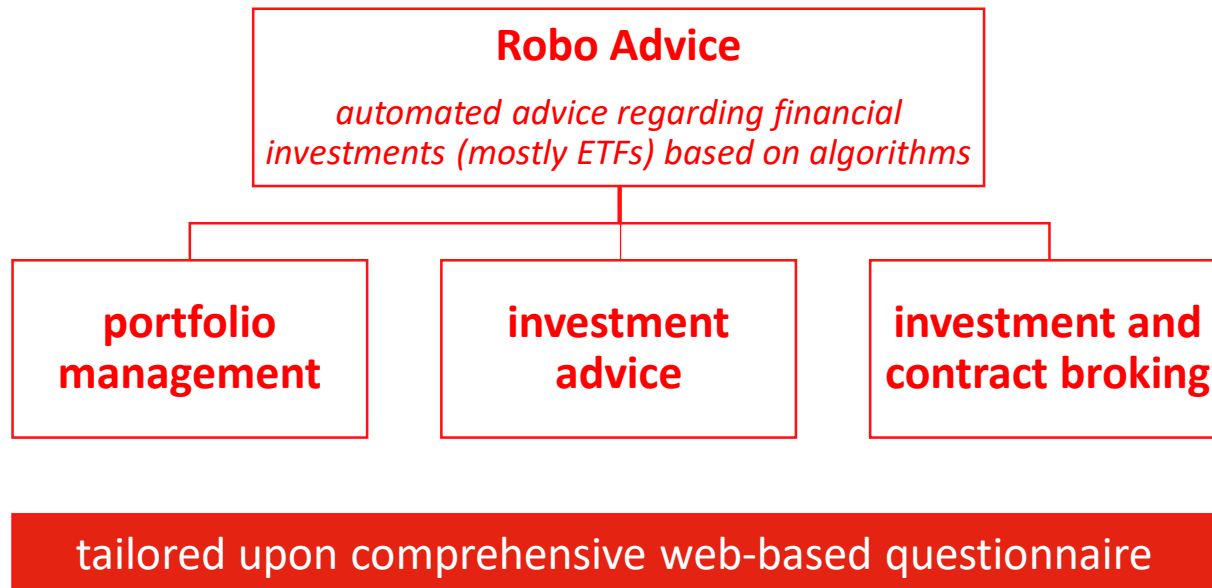 Robo Advice
automated advice regarding financial
investments (mostly ETFs) based on algorithms
portfolio
management
investment
advice
investment and
contract broking
tailored upon comprehensive web-based questionnaire